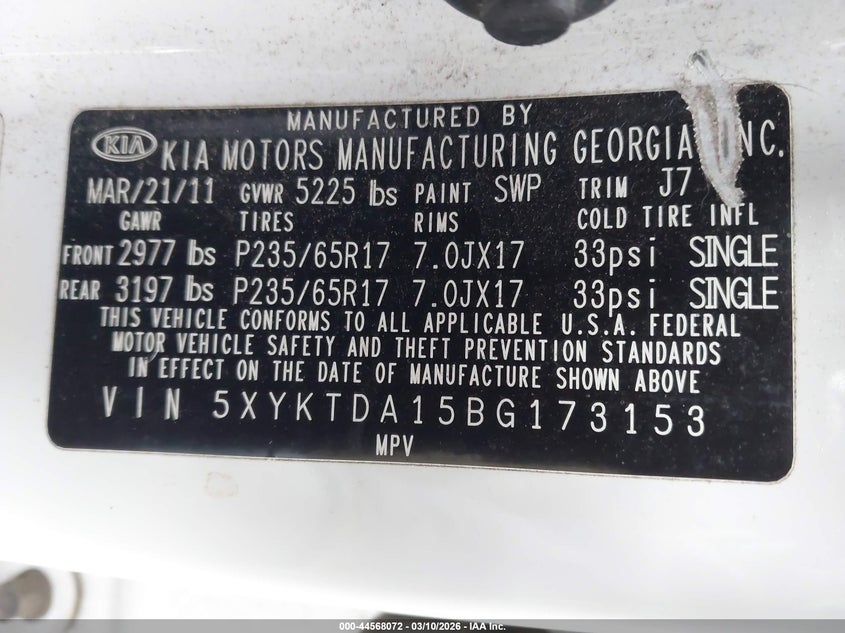 MANUFACTURED BY
KIA KIA MOTORS MANUFACTURING GEORGIA, INC.
MAR/21/11 GVWR 5225 lbs PAINT SWP TRIM J7
GAWR TIRES RIMS COLD TIRE INFL
FRONT 2977 lbs P235/65R17 7.0JX17 33psi SINGLE
REAR 3197 lbs P235/65R17 7.0JX17 33psi SINGLE
THIS VEHICLE CONFORMS TO ALL APPLICABLE U.S.A. FEDERAL
MOTOR VEHICLE SAFETY AND THEFT PREVENTION STANDARDS
IN EFFECT ON THE DATE OF MANUFACTURE SHOWN ABOVE
VIN 5XYKTDA15BG173153
MPV
000-44568072 - 03/10/2026 - IAA Inc.